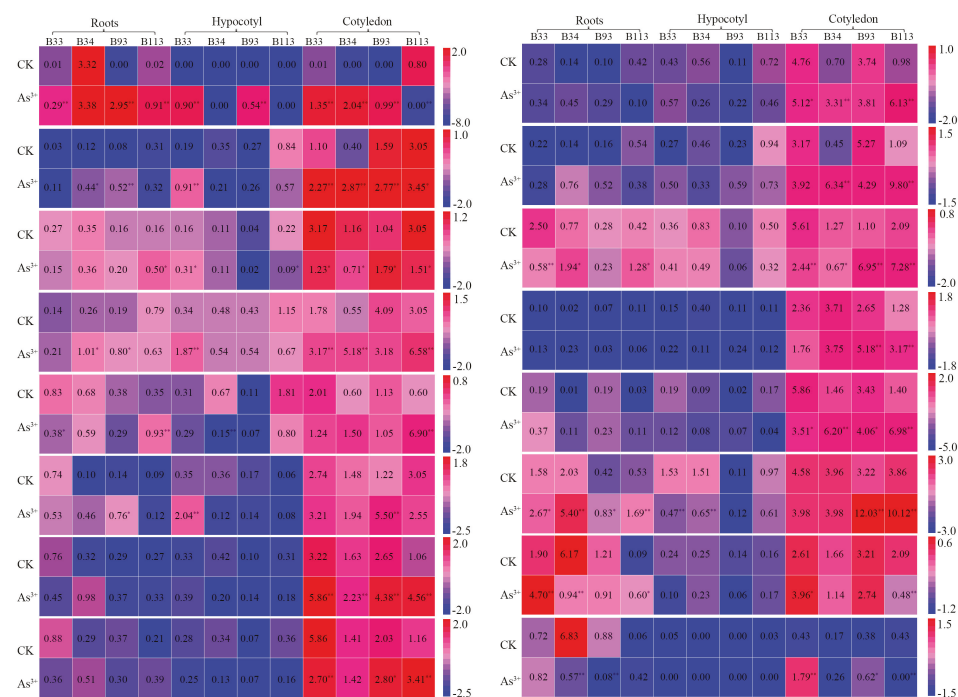 Roots Hypocotyl Cotyledon
B33 B34 B93 B113 B33 B34 B93 B113 B33 B34 B93 B113
CK 0.01 3.32 0.00 0.02 0.00 0.00 0.00 0.00 0.01 0.00 0.00 0.80 2.0
As³⁺ 0.29** 3.38 2.95** 0.91** 0.90** 0.00 0.54** 0.00 1.35** 2.04** 0.99** 0.00** -8.0
CK 0.03 0.12 0.08 0.31 0.19 0.35 0.27 0.84 1.10 0.40 1.59 3.05 1.0
As³⁺ 0.11 0.44* 0.52** 0.32 0.91** 0.21 0.26 0.57 2.27** 2.87** 2.77** 3.45* -2.0
CK 0.27 0.35 0.16 0.16 0.16 0.11 0.04 0.22 3.17 1.16 1.04 3.05 1.2
As³⁺ 0.15 0.36 0.20 0.50* 0.31* 0.11 0.02 0.09* 1.23* 0.71* 1.79* 1.51* -2.0
CK 0.14 0.26 0.19 0.79 0.34 0.48 0.43 1.15 1.78 0.55 4.09 3.05 1.5
As³⁺ 0.21 1.01* 0.80* 0.63 1.87** 0.54 0.54 0.67 3.17** 5.18** 3.18 6.58** -2.0
CK 0.83 0.68 0.38 0.35 0.31 0.67 0.11 1.81 2.01 0.60 1.13 0.60 0.8
As³⁺ 0.38* 0.59 0.29 0.93** 0.29 0.15** 0.07 0.80 1.24 1.50 1.05 6.90** -2.0
CK 0.74 0.10 0.14 0.09 0.35 0.36 0.17 0.06 2.74 1.48 1.22 3.05 1.8
As³⁺ 0.53 0.46 0.76* 0.12 2.04** 0.12 0.14 0.08 3.21 1.94 5.50** 2.55 -2.5
CK 0.76 0.32 0.29 0.27 0.33 0.42 0.10 0.31 3.22 1.63 2.65 1.06 2.0
As³⁺ 0.45 0.98 0.37 0.33 0.39 0.20 0.14 0.18 5.86** 2.23** 4.38** 4.56** -2.0
CK 0.88 0.29 0.37 0.21 0.28 0.34 0.07 0.36 5.86 1.41 2.03 1.16 2.0
As³⁺ 0.36 0.51 0.30 0.39 0.25 0.13 0.07 0.16 2.70** 1.42 2.80* 3.41** -2.5
Roots Hypocotyl Cotyledon
B33 B34 B93 B113 B33 B34 B93 B113 B33 B34 B93 B113
CK 0.28 0.14 0.10 0.42 0.43 0.56 0.11 0.72 4.76 0.70 3.74 0.98 1.0
As³⁺ 0.34 0.45 0.29 0.10 0.57 0.26 0.22 0.46 5.12* 3.31** 3.81 6.13** -2.0
CK 0.22 0.14 0.16 0.54 0.27 0.46 0.23 0.94 3.17 0.45 5.27 1.09 1.5
As³⁺ 0.28 0.76 0.52 0.38 0.50 0.33 0.59 0.73 3.92 6.34** 4.29 9.80** -1.5
CK 2.50 0.77 0.28 0.42 0.36 0.83 0.10 0.50 5.61 1.27 1.10 2.09 0.8
As³⁺ 0.58** 1.94* 0.23 1.28* 0.41 0.49 0.06 0.32 2.44** 0.67* 6.95** 7.28** -2.0
CK 0.10 0.02 0.07 0.11 0.15 0.40 0.11 0.11 2.36 3.71 2.65 1.28 1.8
As³⁺ 0.13 0.23 0.03 0.06 0.22 0.11 0.24 0.12 1.76 3.75 5.18** 3.17** -1.8
CK 0.19 0.01 0.19 0.03 0.19 0.09 0.02 0.17 5.86 1.46 3.43 1.40 2.0
As³⁺ 0.37 0.11 0.23 0.11 0.12 0.08 0.07 0.04 3.51* 6.20** 4.06* 6.98** -5.0
CK 1.58 2.03 0.42 0.53 1.53 1.51 0.11 0.97 4.58 3.96 3.22 3.86 3.0
As³⁺ 2.67* 5.40** 0.83* 1.69** 0.47** 0.65** 0.12 0.61 3.98 3.98 12.03** 10.12** -3.0
CK 1.90 6.17 1.21 0.09 0.24 0.25 0.14 0.16 2.61 1.66 3.21 2.09 0.6
As³⁺ 4.70** 0.94** 0.91 0.60* 0.10 0.23 0.06 0.17 3.96* 1.14 2.74 0.48** -1.2
CK 0.72 6.83 0.88 0.06 0.05 0.00 0.00 0.03 0.43 0.17 0.38 0.43 1.5
As³⁺ 0.82 0.57** 0.08** 0.42 0.00 0.00 0.00 0.00 1.79** 0.26 0.62* 0.00** -1.5